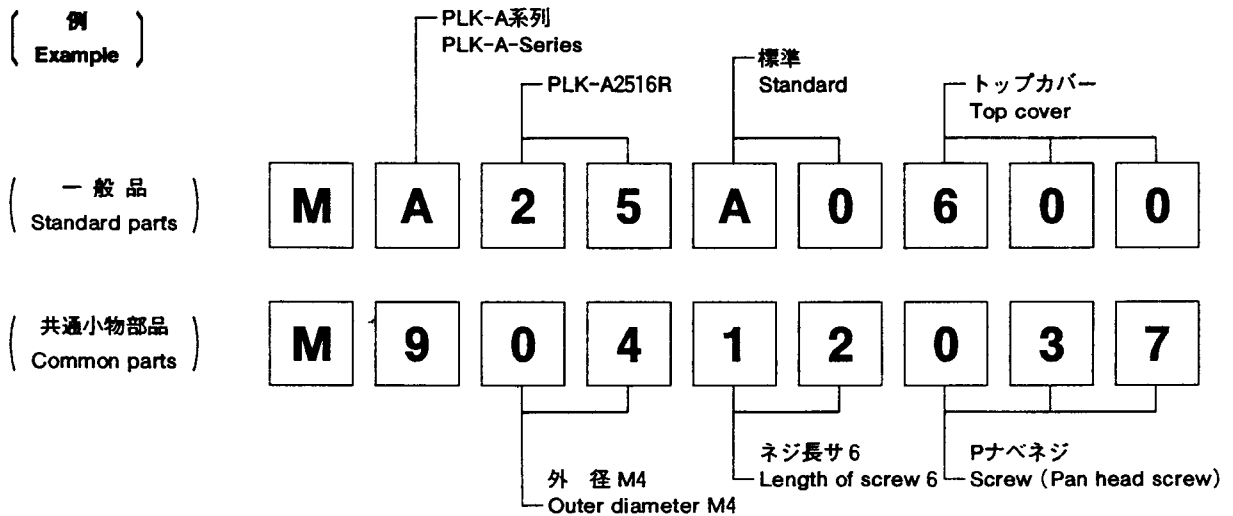 例
Example
PLK-A系列
PLK-A-Series
PLK-A2516R
標準
Standard
トップカバー
Top cover
一般品
Standard parts
M A 2 5 A 0 6 0 0
共通小物部品
Common parts
M 9 0 4 1 2 0 3 7
外 径 M4
Outer diameter M4
ネジ長サ 6
Length of screw 6
Pナベネジ
Screw (Pan head screw)